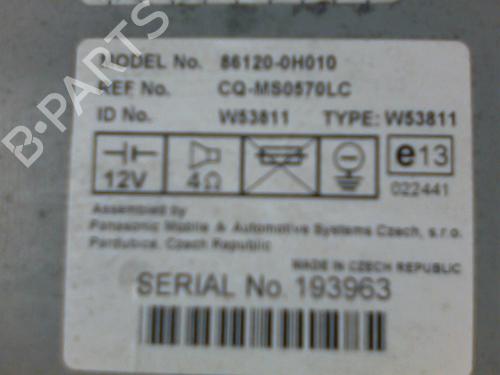 MODEL No. 86120-0H010
REF No. CQ-MS0570LC
ID No. W53811 TYPE: W53811
12V 4Ω e13
022441
Assembled by
Panasonic Mobile & Automotive Systems Czech, s.r.o.
Pardubice, Czech Republic
MADE IN CZECH REPUBLIC
SERIAL No. 193963
B-PARTS